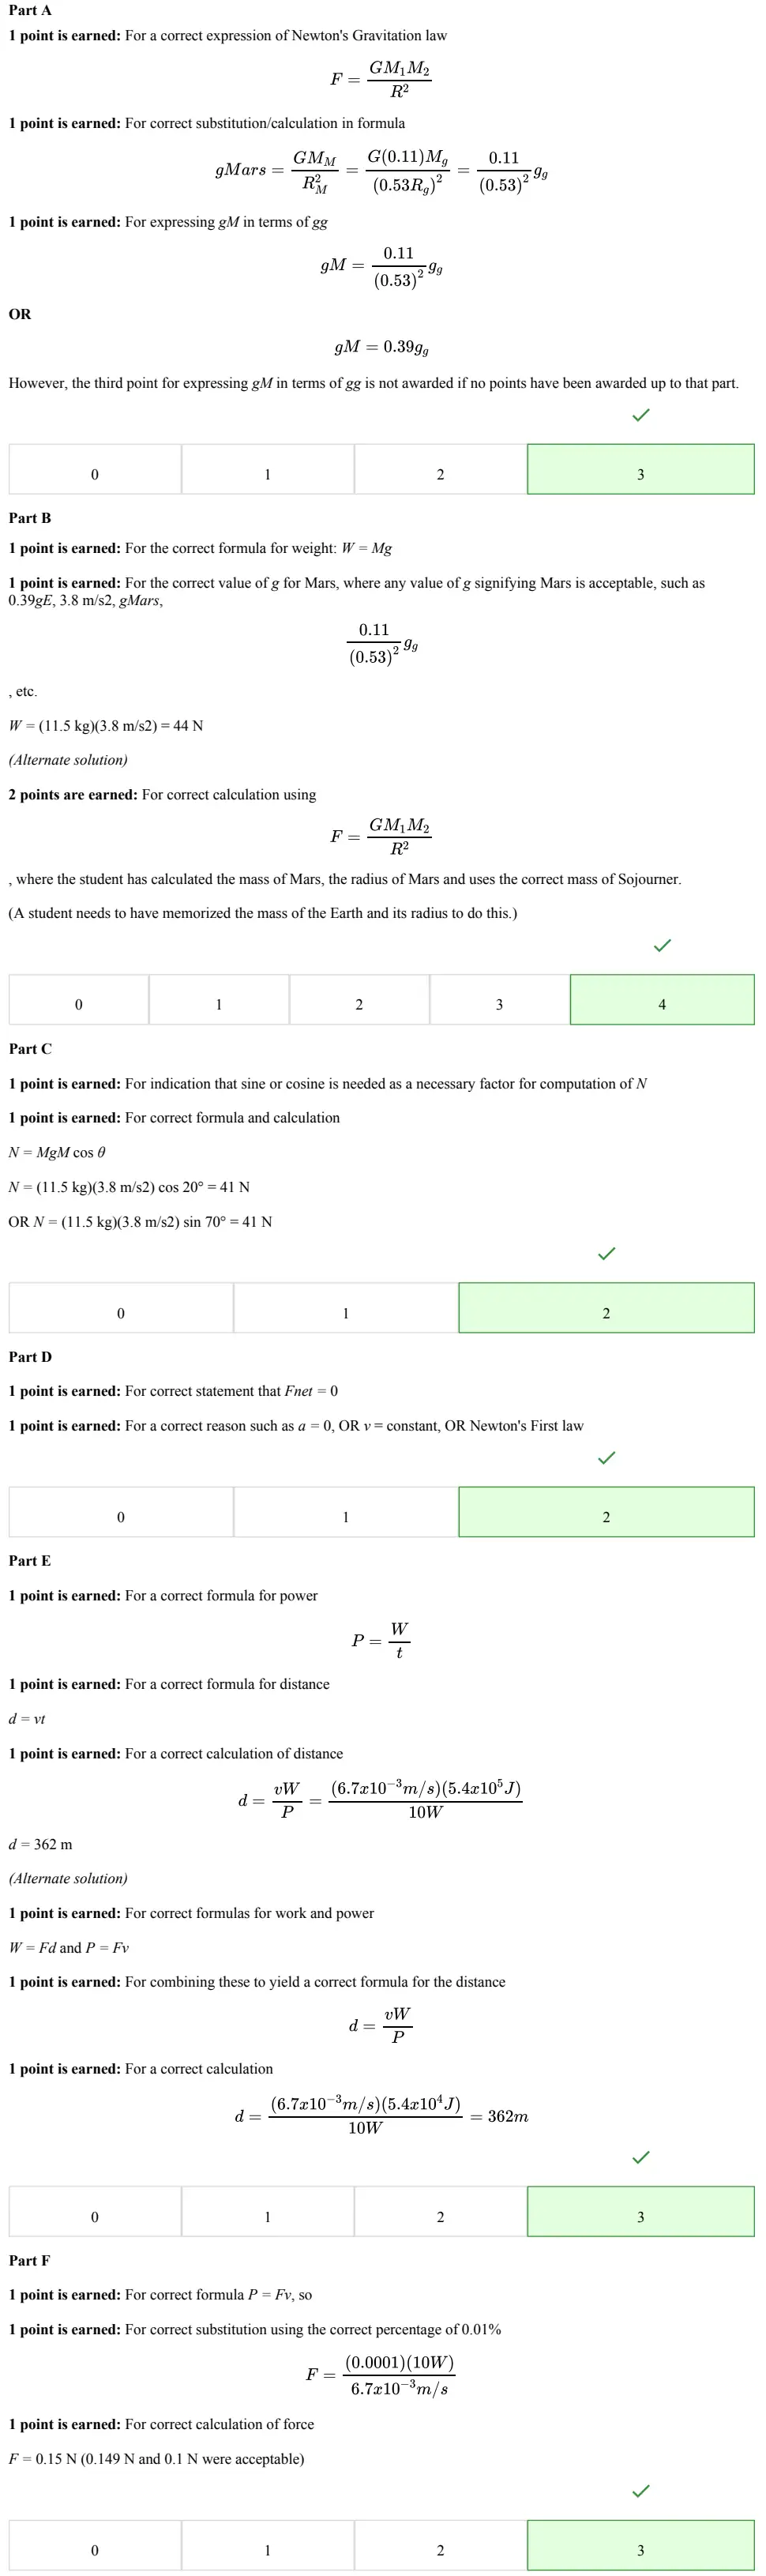 Part A
1 point is earned: For a correct expression of Newton's Gravitation law
F = GM₁M₂ / R²
1 point is earned: For correct substitution/calculation in formula
gMars = GM_M / R²_M = G(0.11)M_g / (0.53R_g)² = 0.11 / (0.53)² g_g
1 point is earned: For expressing gM in terms of gg
gM = 0.11 / (0.53)² g_g
OR
gM = 0.39g_g
However, the third point for expressing gM in terms of gg is not awarded if no points have been awarded up to that part.
✓
0 1 2 3
Part B
1 point is earned: For the correct formula for weight: W = Mg
1 point is earned: For the correct value of g for Mars, where any value of g signifying Mars is acceptable, such as
0.39gE, 3.8 m/s2, gMars,
0.11 / (0.53)² g_g
, etc.
W = (11.5 kg)(3.8 m/s2) = 44 N
(Alternate solution)
2 points are earned: For correct calculation using
F = GM₁M₂ / R²
, where the student has calculated the mass of Mars, the radius of Mars and uses the correct mass of Sojourner.
(A student needs to have memorized the mass of the Earth and its radius to do this.)
✓
0 1 2 3 4
Part C
1 point is earned: For indication that sine or cosine is needed as a necessary factor for computation of N
1 point is earned: For correct formula and calculation
N = MgM cos θ
N = (11.5 kg)(3.8 m/s2) cos 20° = 41 N
OR N = (11.5 kg)(3.8 m/s2) sin 70° = 41 N
✓
0 1 2
Part D
1 point is earned: For correct statement that Fnet = 0
1 point is earned: For a correct reason such as a = 0, OR v = constant, OR Newton's First law
✓
0 1 2
Part E
1 point is earned: For a correct formula for power
P = W / t
1 point is earned: For a correct formula for distance
d = vt
1 point is earned: For a correct calculation of distance
d = vW / P = (6.7x10⁻³m/s)(5.4x10⁵J) / 10W
d = 362 m
(Alternate solution)
1 point is earned: For correct formulas for work and power
W = Fd and P = Fv
1 point is earned: For combining these to yield a correct formula for the distance
d = vW / P
1 point is earned: For a correct calculation
d = (6.7x10⁻³m/s)(5.4x10⁴J) / 10W = 362m
✓
0 1 2 3
Part F
1 point is earned: For correct formula P = Fv, so
1 point is earned: For correct substitution using the correct percentage of 0.01%
F = (0.0001)(10W) / 6.7x10⁻³m/s
1 point is earned: For correct calculation of force
F = 0.15 N (0.149 N and 0.1 N were acceptable)
✓
0 1 2 3